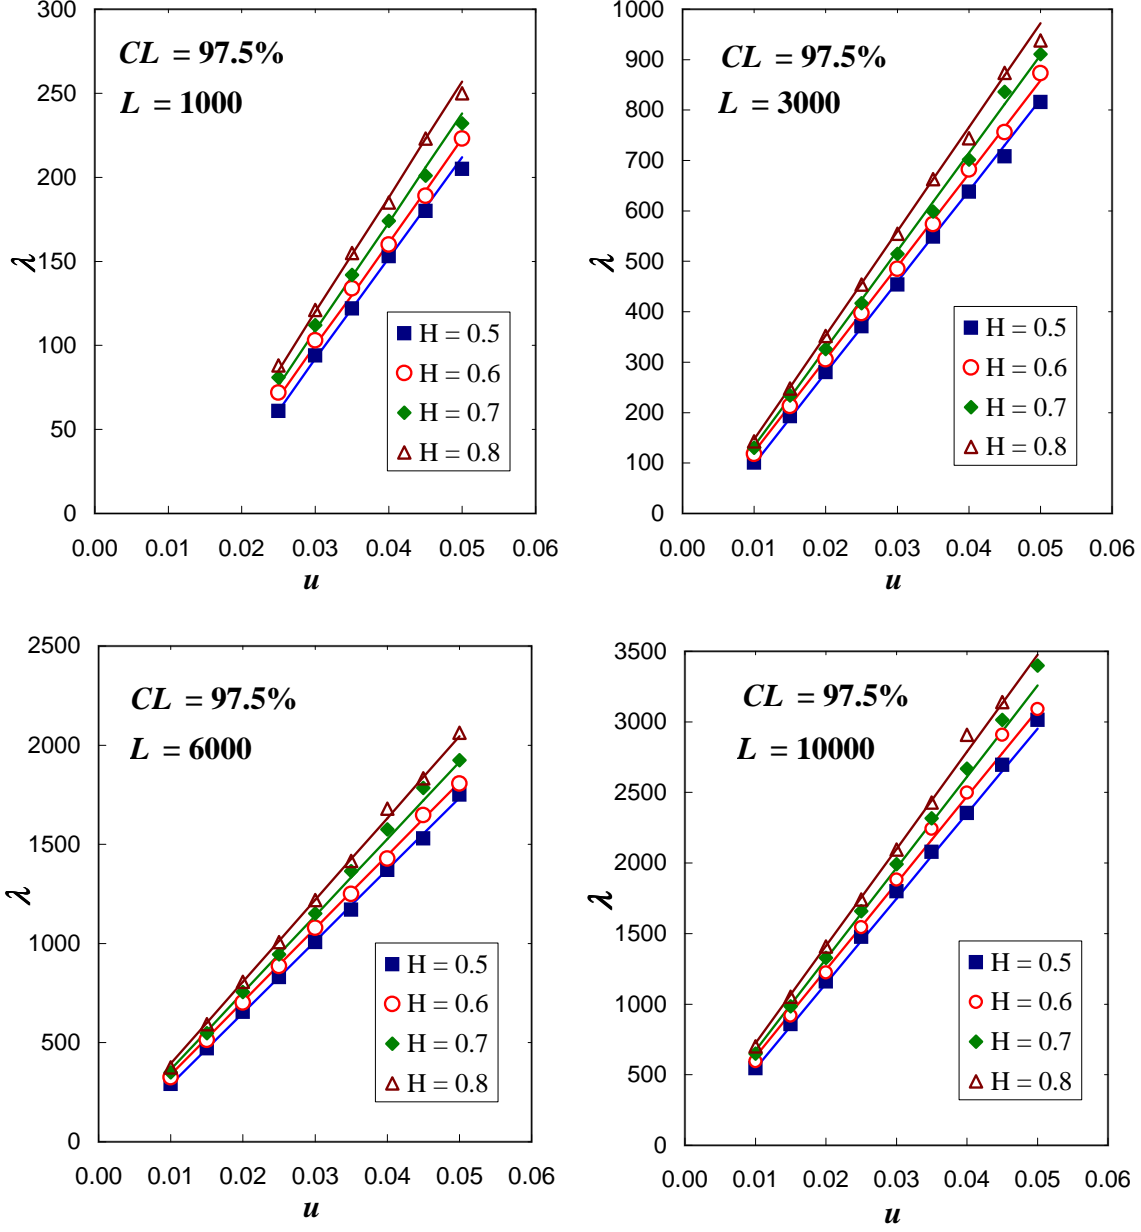 300
250
200
150
100
50
0
λ
CL = 97.5%
L = 1000
H = 0.5
H = 0.6
H = 0.7
H = 0.8
0.00 0.01 0.02 0.03 0.04 0.05 0.06
u
1000
900
800
700
600
500
400
300
200
100
0
λ
CL = 97.5%
L = 3000
H = 0.5
H = 0.6
H = 0.7
H = 0.8
0.00 0.01 0.02 0.03 0.04 0.05 0.06
u
2500
2000
1500
1000
500
0
λ
CL = 97.5%
L = 6000
H = 0.5
H = 0.6
H = 0.7
H = 0.8
0.00 0.01 0.02 0.03 0.04 0.05 0.06
u
3500
3000
2500
2000
1500
1000
500
0
λ
CL = 97.5%
L = 10000
H = 0.5
H = 0.6
H = 0.7
H = 0.8
0.00 0.01 0.02 0.03 0.04 0.05 0.06
u